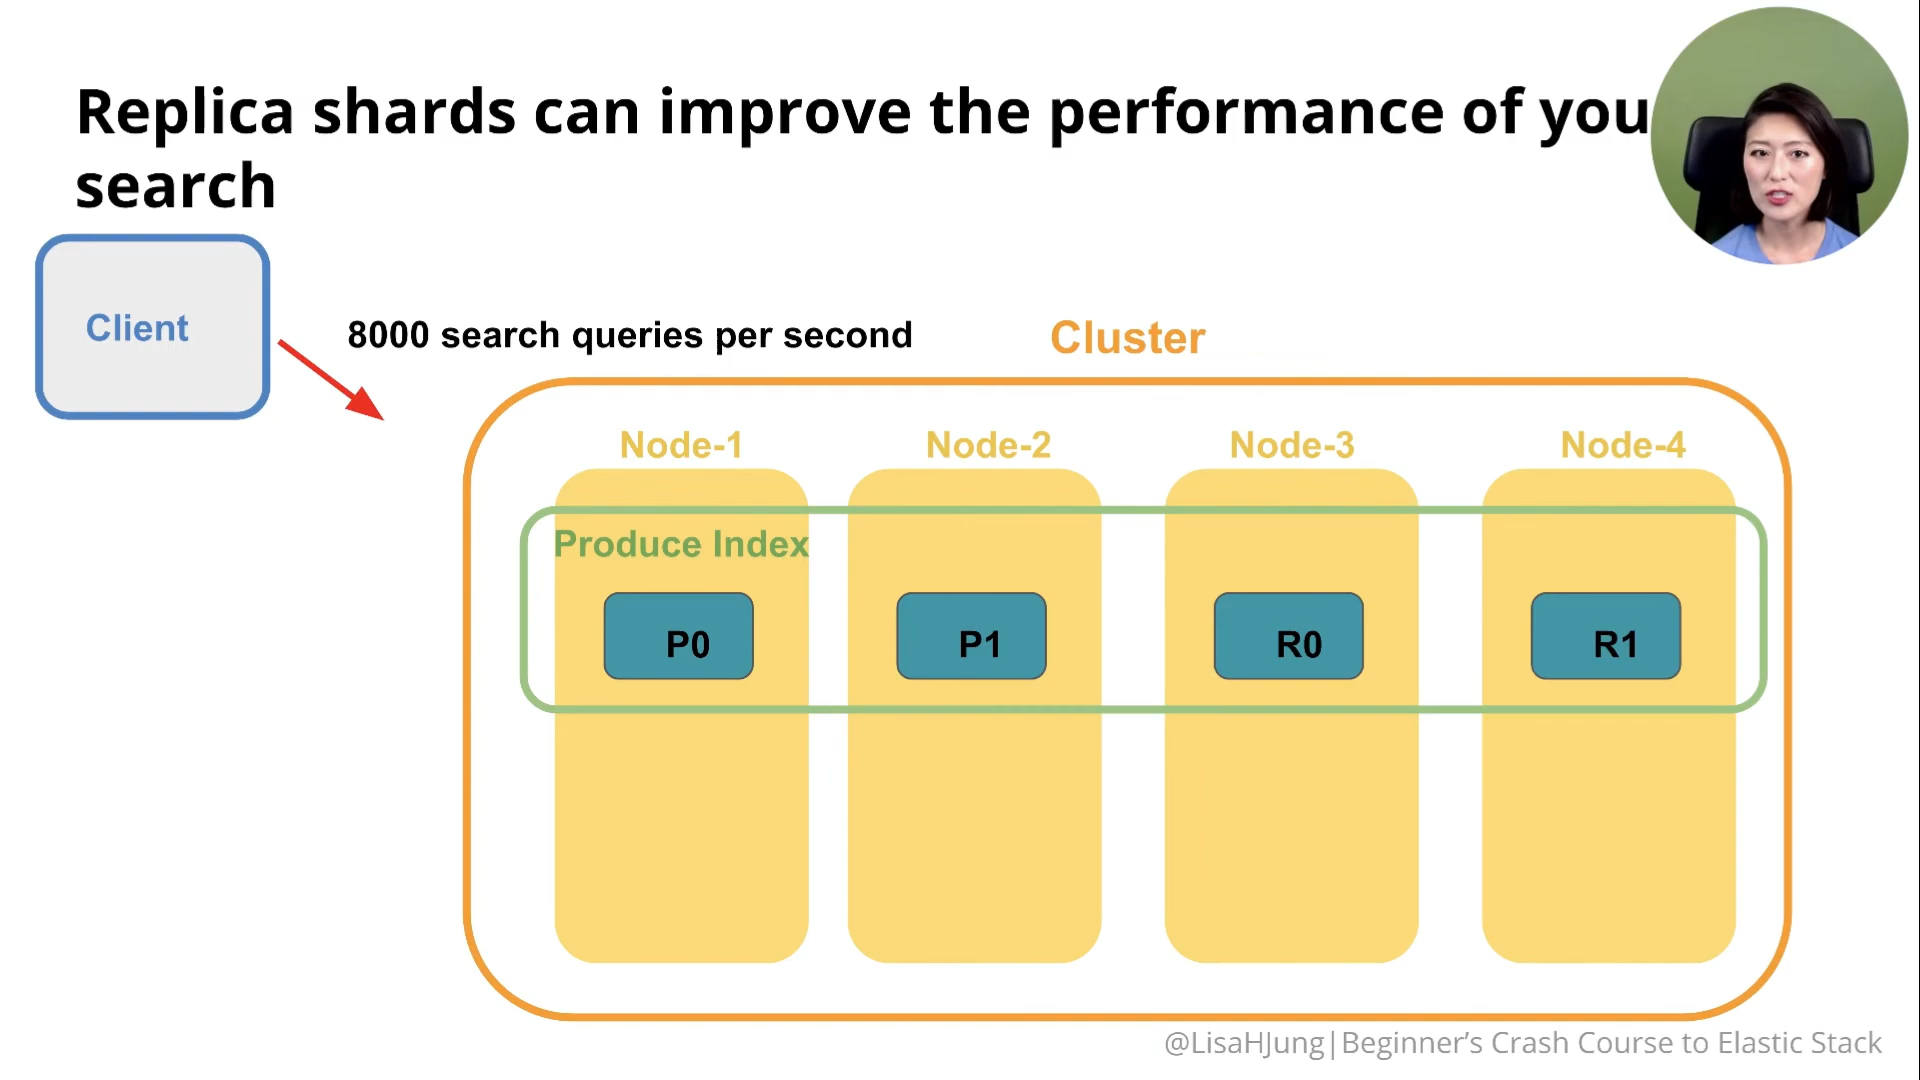 Replica shards can improve the performance of you
search
Client
8000 search queries per second
Cluster
Node-1
Node-2
Node-3
Node-4
Produce Index
P0
P1
R0
R1
@LisaHJung|Beginner’s Crash Course to Elastic Stack